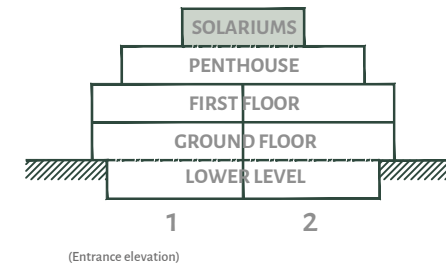 SOLARIUMS
PENTHOUSE
FIRST FLOOR
GROUND FLOOR
LOWER LEVEL
1 2
(Entrance elevation)